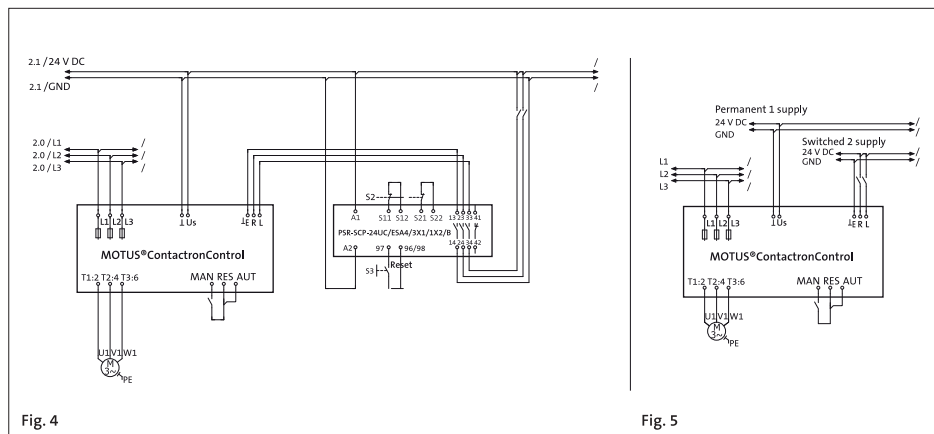 2.1 /24 V DC
/
2.1 /GND
/
2.0 / L1
/
2.0 / L2
/
2.0 / L3
/
L1 L2 L3
⊥ Us
⊥E R L
MOTUS®ContactronControl
T1:2 T2:4 T3:6
MAN RES AUT
U1 V1 W1
M
3~
PE
S2
A1 S11 S12 S21 S22 13 23 33 41
PSR-SCP-24UC/ESA4/3X1/1X2/B
A2 97 96/98 14 24 34 42
S3
Reset
Fig. 4
Permanent 1 supply
24 V DC
/
GND
/
Switched 2 supply
24 V DC
/
GND
/
L1
/
L2
/
L3
/
L1 L2 L3
⊥ Us
⊥E R L
MOTUS®ContactronControl
T1:2 T2:4 T3:6
MAN RES AUT
U1 V1 W1
M
3~
PE
Fig. 5